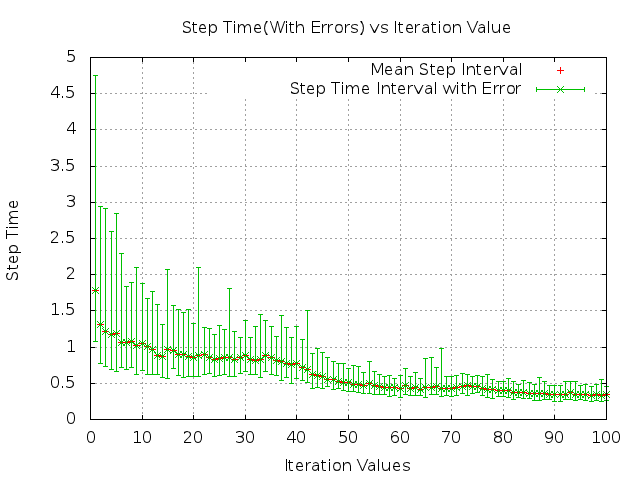 Step Time(With Errors) vs Iteration Value
Mean Step Interval
Step Time Interval with Error
Step Time
5
4.5
4
3.5
3
2.5
2
1.5
1
0.5
0
0 10 20 30 40 50 60 70 80 90 100
Iteration Values